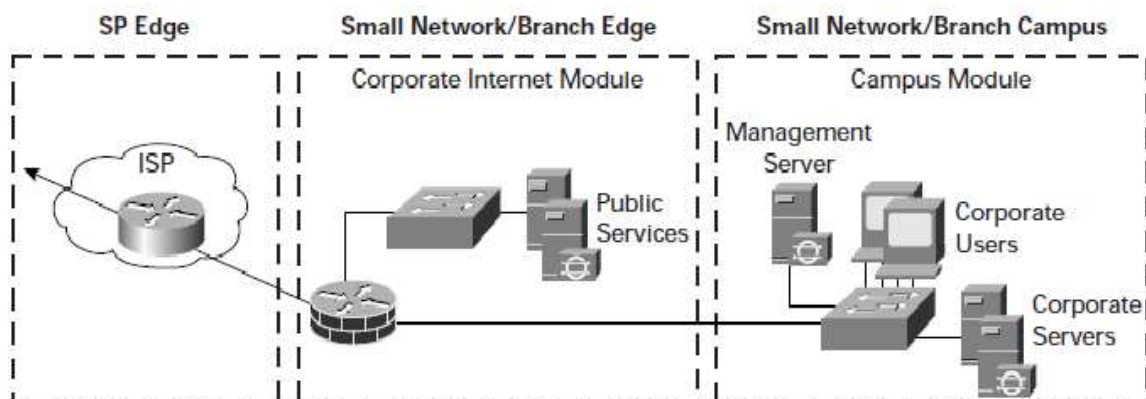 SP Edge
Small Network/Branch Edge
Small Network/Branch Campus
Corporate Internet Module
Campus Module
ISP
Public
Services
Management
Server
Corporate
Users
Corporate
Servers